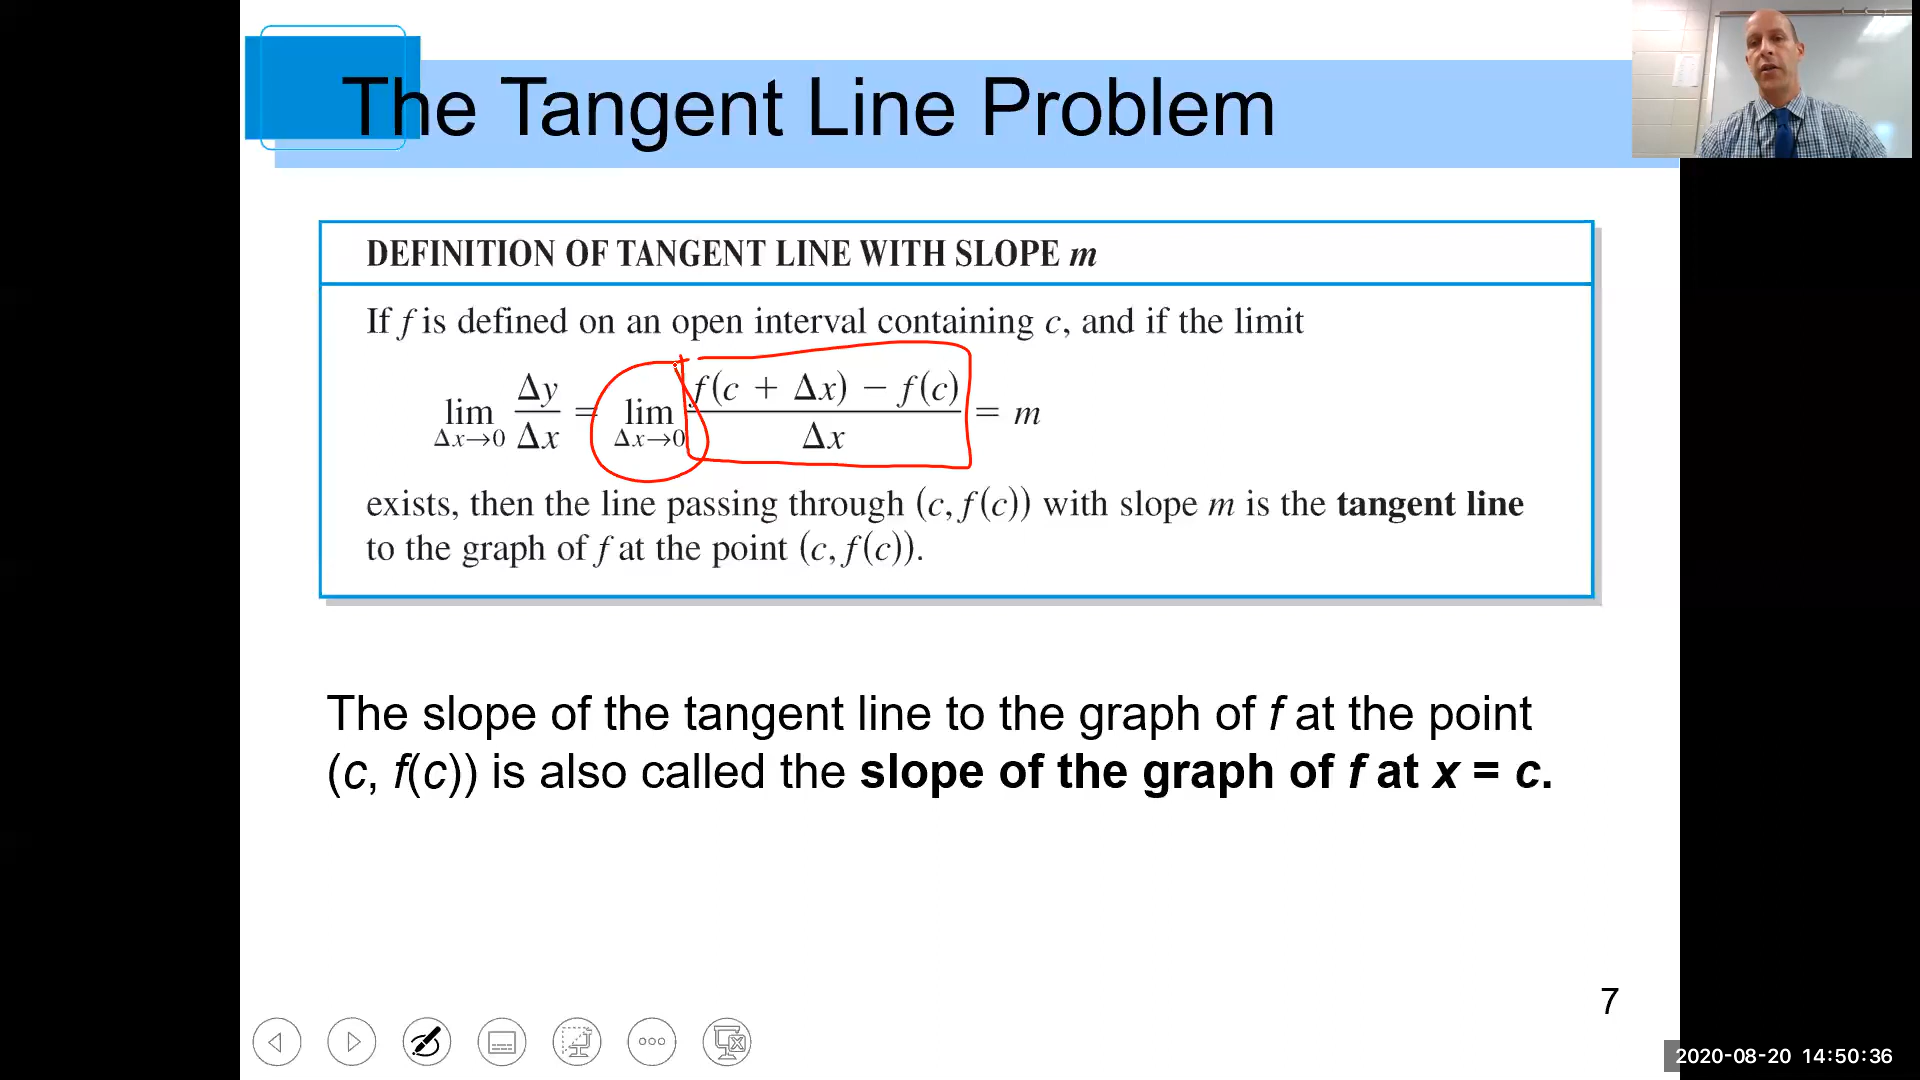 The Tangent Line Problem
DEFINITION OF TANGENT LINE WITH SLOPE m
If f is defined on an open interval containing c, and if the limit
lim Δx→0 Δy/Δx = lim Δx→0 f(c + Δx) − f(c)/Δx = m
exists, then the line passing through (c, f(c)) with slope m is the tangent line
to the graph of f at the point (c, f(c)).
The slope of the tangent line to the graph of f at the point
(c, f(c)) is also called the slope of the graph of f at x = c.
7
2020-08-20 14:50:36